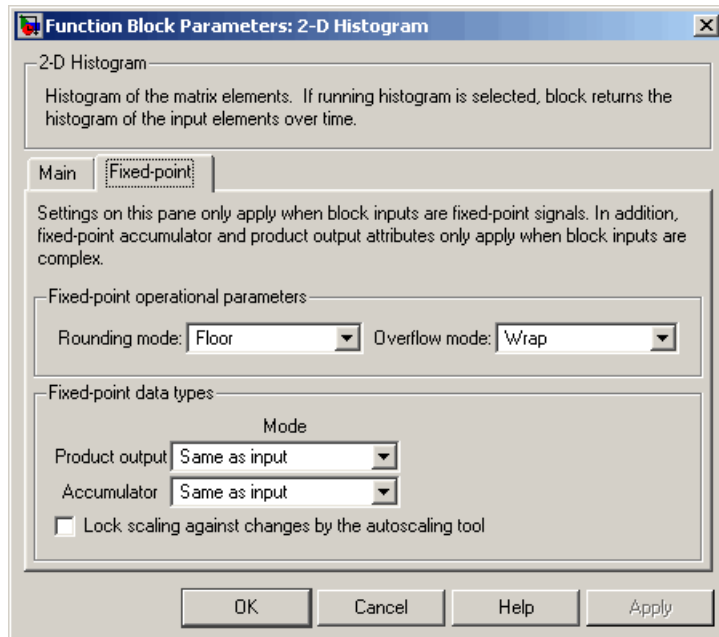 Function Block Parameters: 2-D Histogram
2-D Histogram
Histogram of the matrix elements.  If running histogram is selected, block returns the
histogram of the input elements over time.
Main Fixed-point
Settings on this pane only apply when block inputs are fixed-point signals. In addition,
fixed-point accumulator and product output attributes only apply when block inputs are
complex.
Fixed-point operational parameters
Rounding mode: Floor Overflow mode: Wrap
Fixed-point data types
Mode
Product output Same as input
Accumulator Same as input
Lock scaling against changes by the autoscaling tool
OK Cancel Help Apply